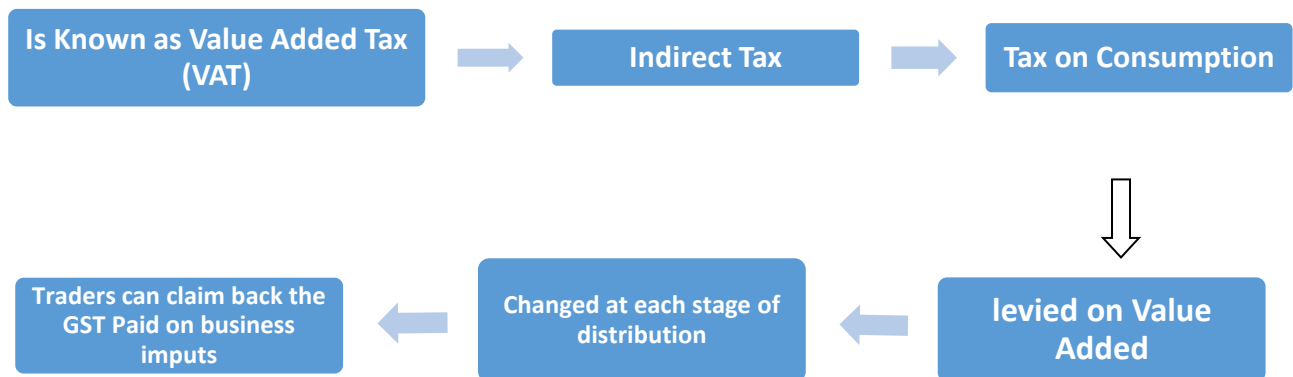 Is Known as Value Added Tax
(VAT)
Indirect Tax
Tax on Consumption
levied on Value
Added
Changed at each stage of
distribution
Traders can claim back the
GST Paid on business
imputs